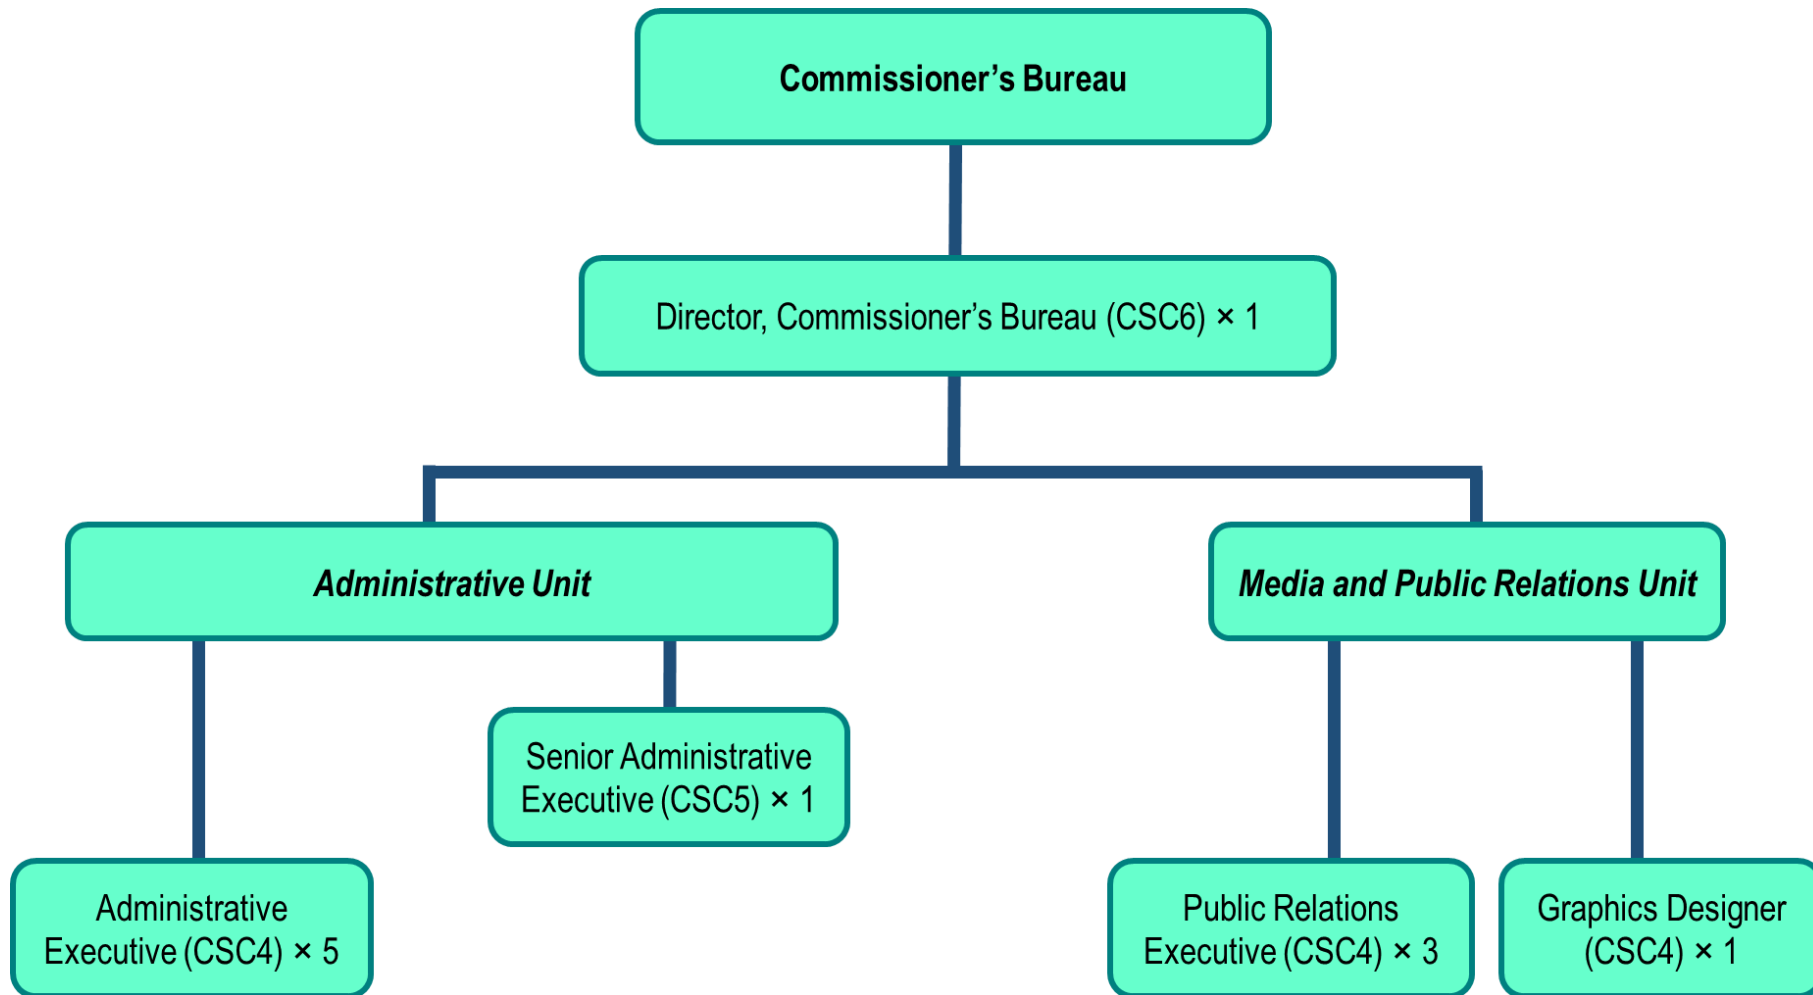 Commissioner’s Bureau
Director, Commissioner’s Bureau (CSC6) × 1
Administrative Unit
Media and Public Relations Unit
Senior Administrative
Executive (CSC5) × 1
Administrative
Executive (CSC4) × 5
Public Relations
Executive (CSC4) × 3
Graphics Designer
(CSC4) × 1